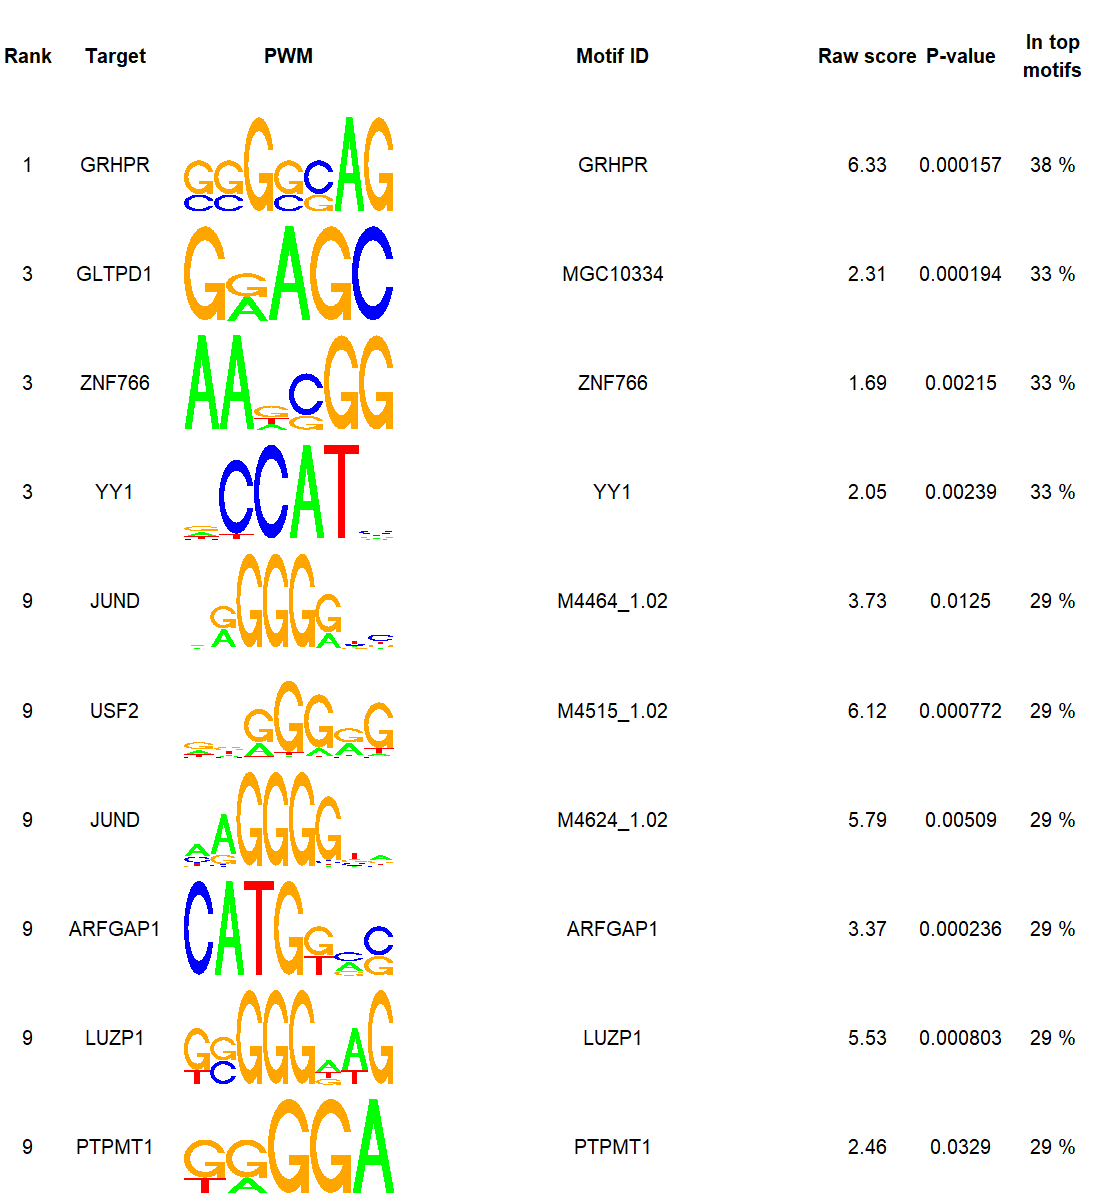 Rank Target PWM Motif ID Raw score P-value In top motifs
1 GRHPR GRHPR 6.33 0.000157 38 %
3 GLTPD1 MGC10334 2.31 0.000194 33 %
3 ZNF766 ZNF766 1.69 0.00215 33 %
3 YY1 YY1 2.05 0.00239 33 %
9 JUND M4464_1.02 3.73 0.0125 29 %
9 USF2 M4515_1.02 6.12 0.000772 29 %
9 JUND M4624_1.02 5.79 0.00509 29 %
9 ARFGAP1 ARFGAP1 3.37 0.000236 29 %
9 LUZP1 LUZP1 5.53 0.000803 29 %
9 PTPMT1 PTPMT1 2.46 0.0329 29 %